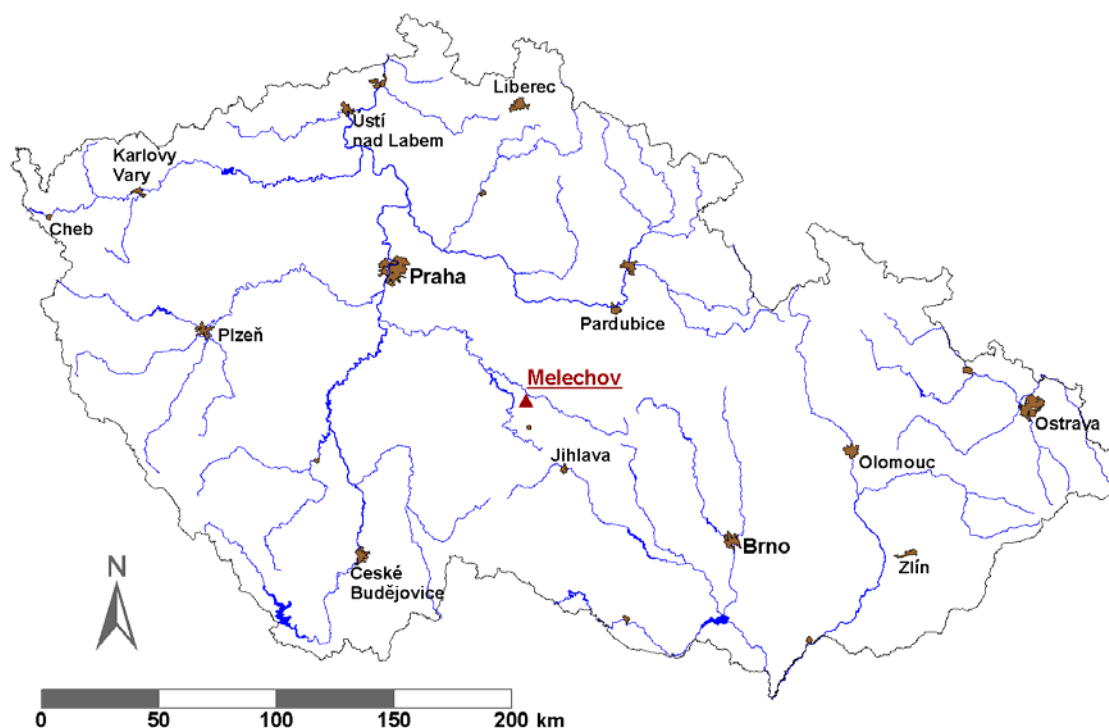 Liberec
Ústí
nad Labem
Karlovy
Vary
Cheb
Praha
Pardubice
Plzeň
Melechov
Ostrava
Jihlava
Olomouc
Brno
Zlín
České
Budějovice
N
0 50 100 150 200 km